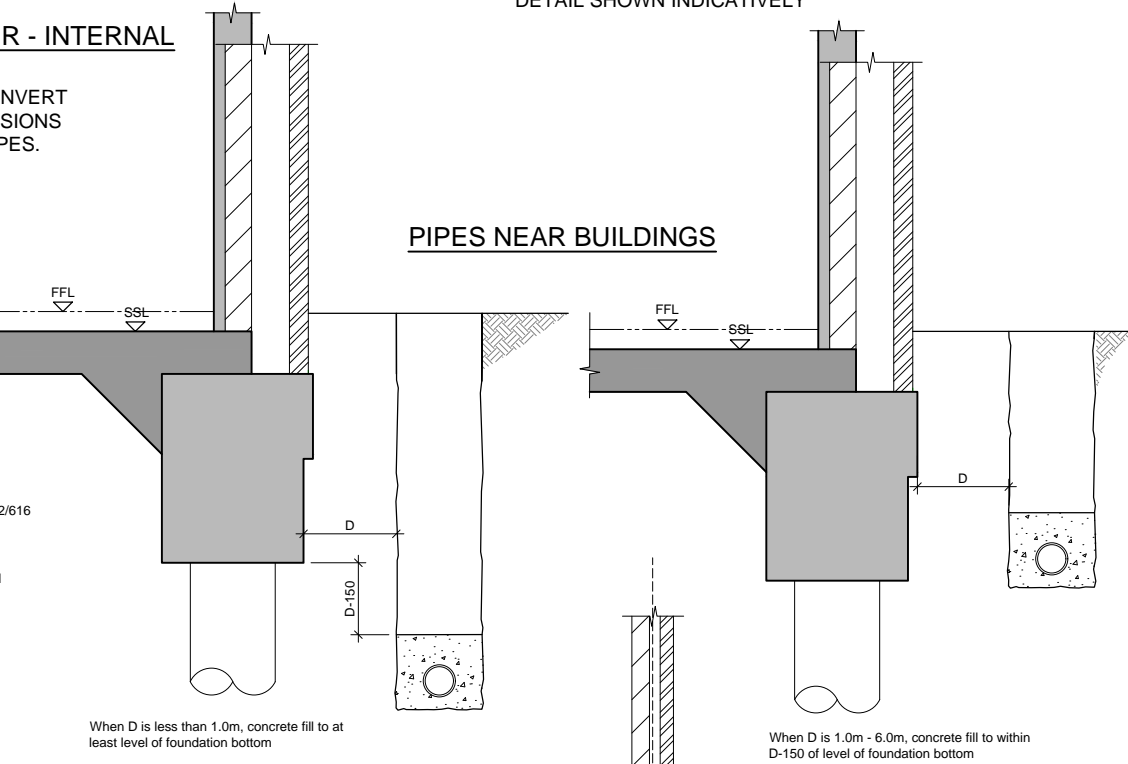 DETAIL SHOWN INDICATIVELY
R - INTERNAL
NVERT
SIONS
PES.
PIPES NEAR BUILDINGS
FFL
SSL
FFL
SSL
D
2/616
D
D-150
When D is less than 1.0m, concrete fill to at
least level of foundation bottom
When D is 1.0m - 6.0m, concrete fill to within
D-150 of level of foundation bottom